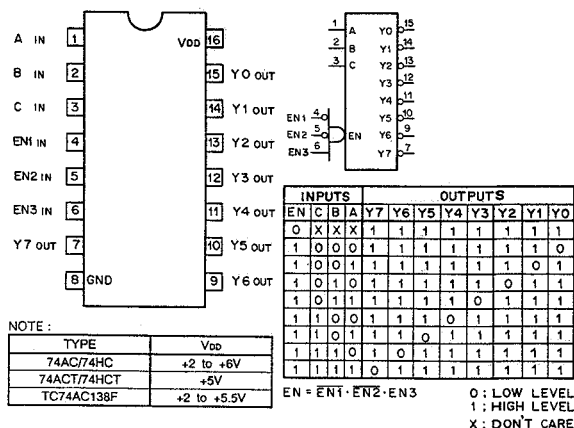 A IN 1
B IN 2
C IN 3
EN1 IN 4
EN2 IN 5
EN3 IN 6
Y7 OUT 7
8 GND
VDD 16
15 Y0 OUT
14 Y1 OUT
13 Y2 OUT
12 Y3 OUT
11 Y4 OUT
10 Y5 OUT
9 Y6 OUT
1 A Y0 15
2 B Y1 14
3 C Y2 13
Y3 12
Y4 11
EN1 4 Y5 10
EN2 5 EN Y6 9
EN3 6 Y7 7
INPUTS OUTPUTS
EN C B A Y7 Y6 Y5 Y4 Y3 Y2 Y1 Y0
0 X X X 1 1 1 1 1 1 1 1
1 0 0 0 1 1 1 1 1 1 1 0
1 0 0 1 1 1 1 1 1 1 0 1
1 0 1 0 1 1 1 1 1 0 1 1
1 0 1 1 1 1 1 1 0 1 1 1
1 1 0 0 1 1 1 0 1 1 1 1
1 1 0 1 1 1 0 1 1 1 1 1
1 1 1 0 1 0 1 1 1 1 1 1
1 1 1 1 0 1 1 1 1 1 1 1
EN = E̅N̅1̅·E̅N̅2̅·EN3
0 ; LOW LEVEL
1 ; HIGH LEVEL
X ; DON'T CARE
NOTE :
TYPE VDD
74AC/74HC +2 to +6V
74ACT/74HCT +5V
TC74AC138F +2 to +5.5V